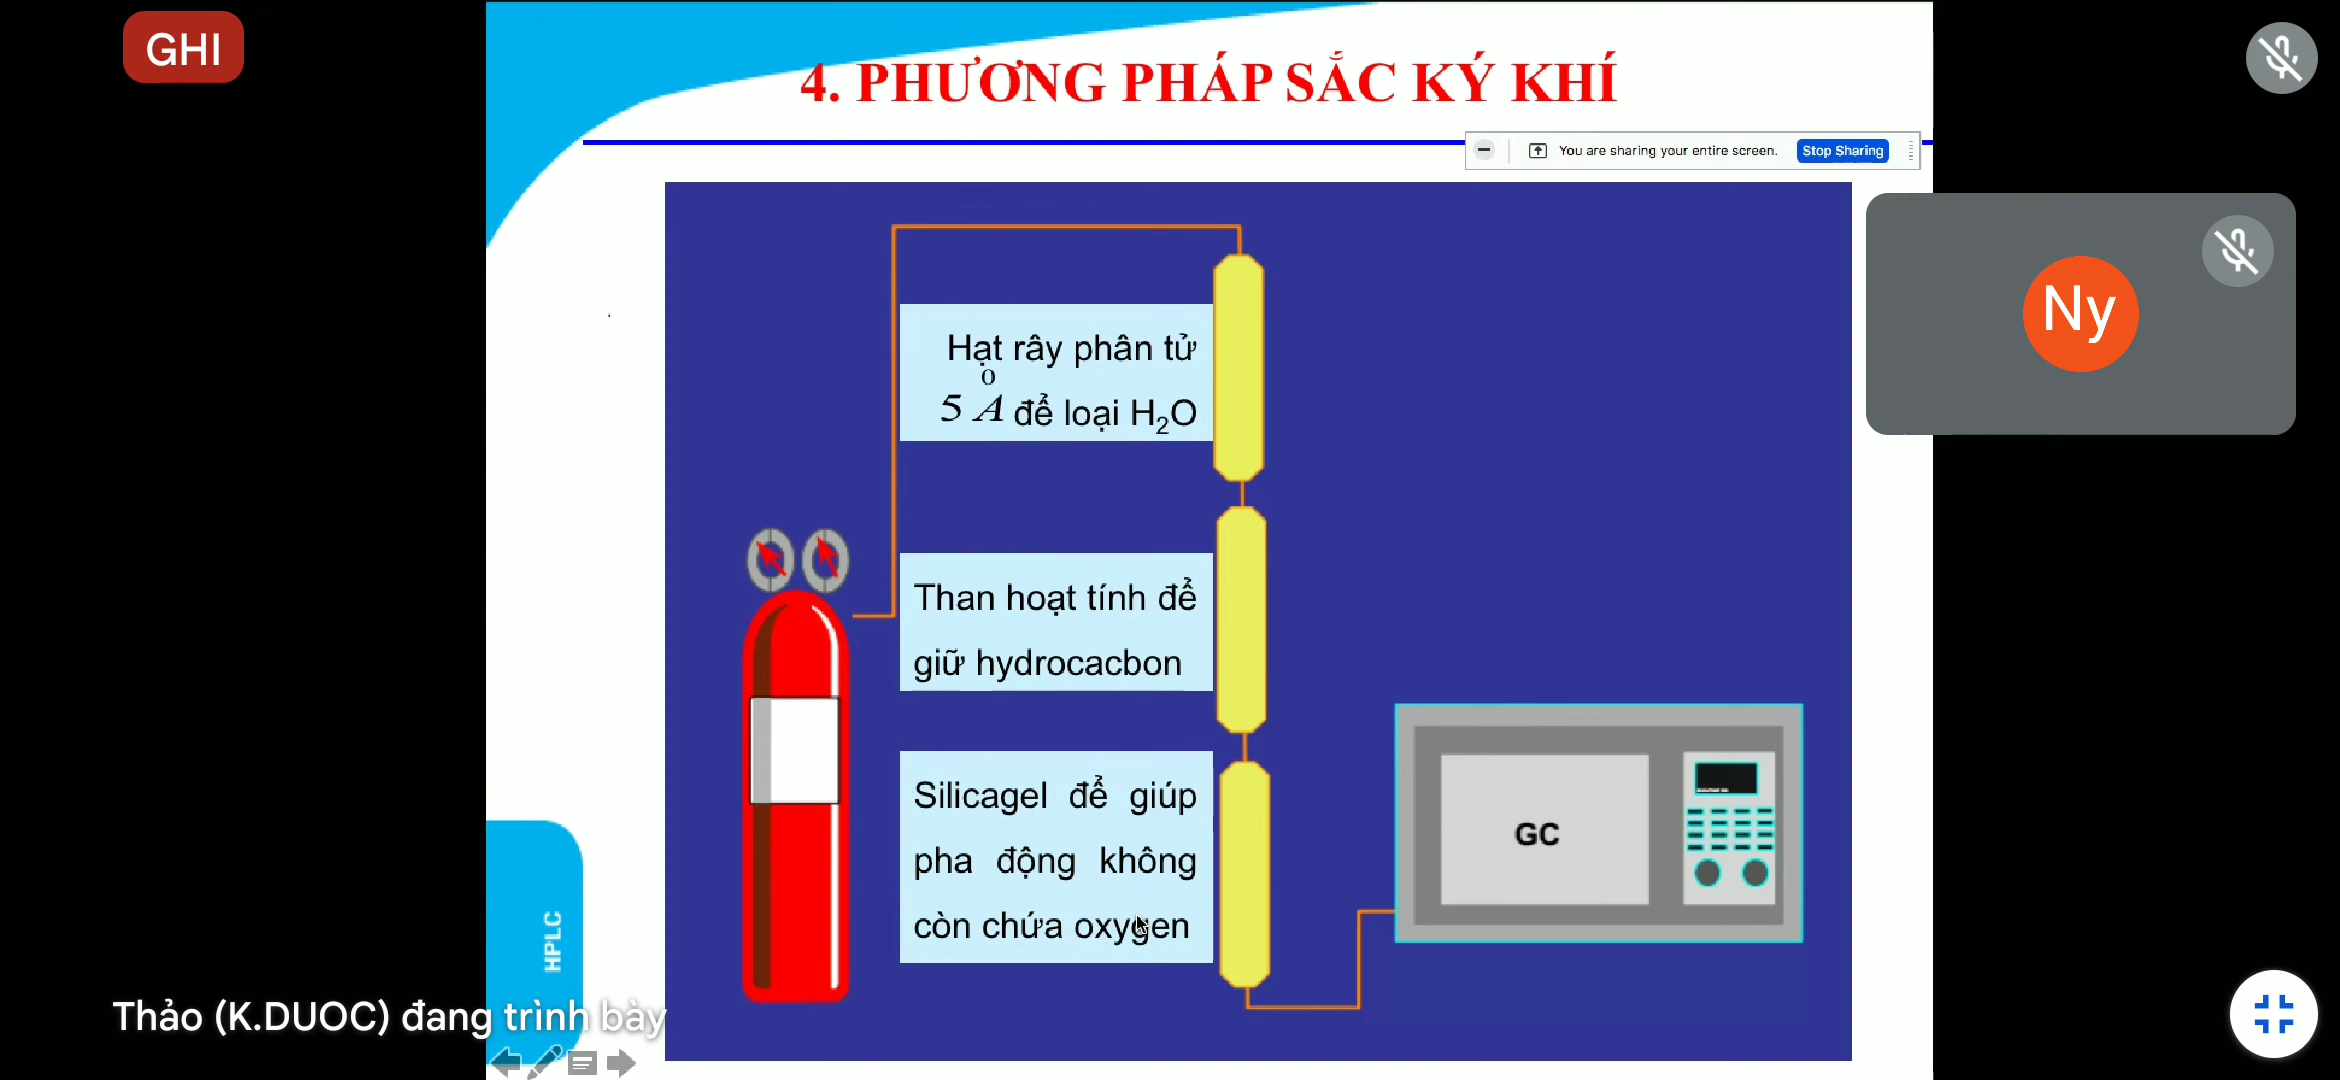 GHI
4. PHƯƠNG PHÁP SẮC KÝ KHÍ
You are sharing your entire screen.
Stop Sharing
Ny
Hạt rây phân tử
o
5 A để loại H₂O
Than hoạt tính để
giữ hydrocacbon
Silicagel để giúp
pha động không
còn chứa oxygen
GC
HPLC
Thảo (K.DUOC) đang trình bày